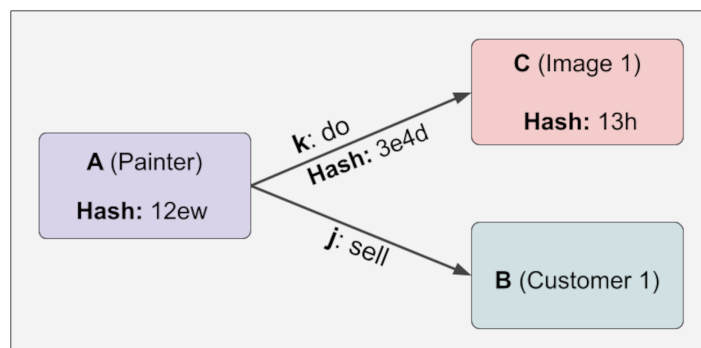 A (Painter)
Hash: 12ew
k: do
Hash: 3e4d
j: sell
C (Image 1)
Hash: 13h
B (Customer 1)